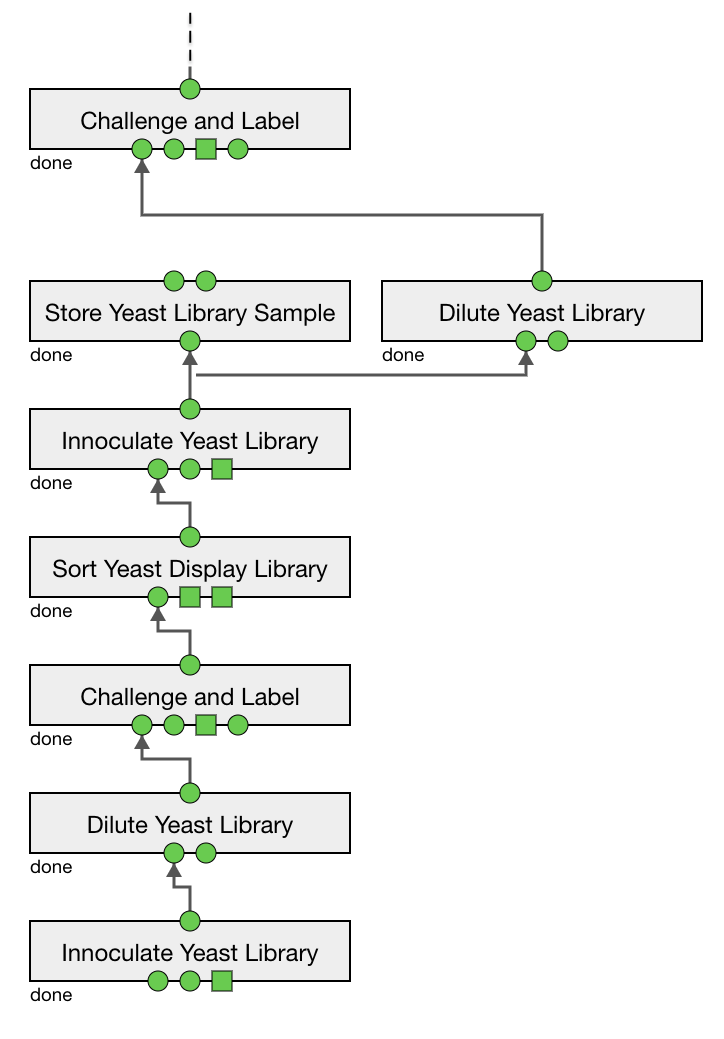 Challenge and Label
done
Store Yeast Library Sample
done
Dilute Yeast Library
done
Innoculate Yeast Library
done
Sort Yeast Display Library
done
Challenge and Label
done
Dilute Yeast Library
done
Innoculate Yeast Library
done